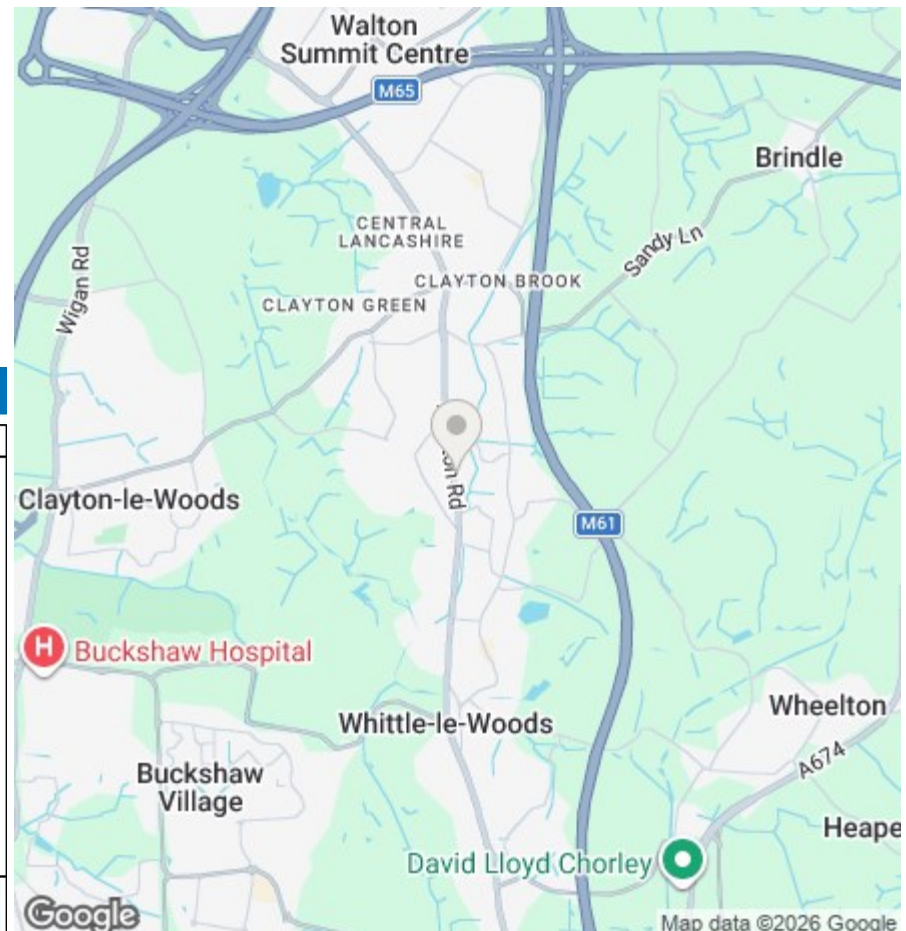 Walton
Summit Centre
M65
Brindle
CENTRAL
LANCASHIRE
Sandy Ln
Wigan Rd
CLAYTON BROOK
CLAYTON GREEN
Clayton-le-Woods
Rd
M61
H
Buckshaw Hospital
Whittle-le-Woods
Wheelton
Buckshaw
Village
A674
Heape
David Lloyd Chorley
Google
Map data ©2026 Google